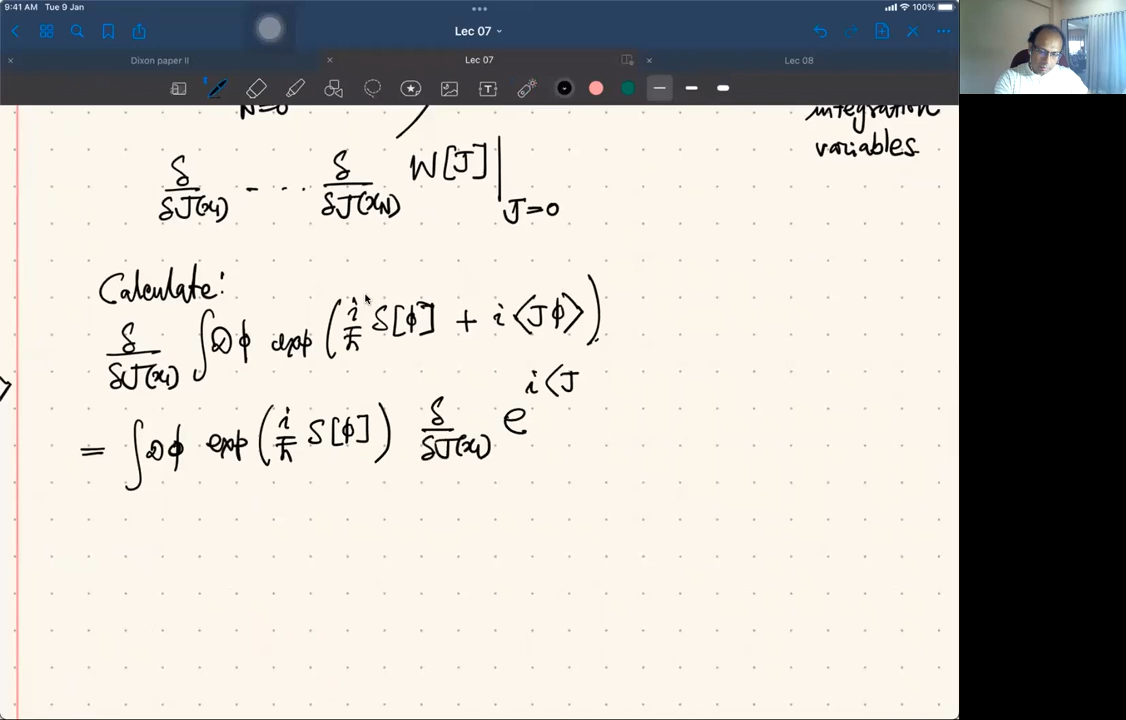 9:41 AM Tue 9 Jan
100%
Lec 07
Dixon paper II
Lec 07
Lec 08
N=0
integration
variables
δ/δJ(x₁) - ... δ/δJ(x_N) W[J] |_{J=0}
Calculate:
δ/δJ(x₁) ∫𝒟ϕ exp(i/ħ S[ϕ] + i⟨Jϕ⟩)
= ∫𝒟ϕ exp(i/ħ S[ϕ]) δ/δJ(x₁) e^{i⟨J}